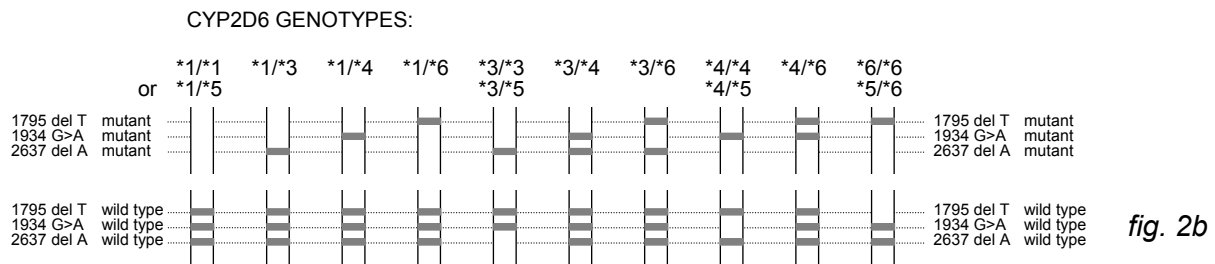 CYP2D6 GENOTYPES:
*1/*1 *1/*3 *1/*4 *1/*6 *3/*3 *3/*4 *3/*6 *4/*4 *4/*6 *6/*6
or *1/*5 *3/*5 *4/*5 *5/*6
1795 del T mutant 1795 del T mutant
1934 G>A mutant 1934 G>A mutant
2637 del A mutant 2637 del A mutant
1795 del T wild type 1795 del T wild type
1934 G>A wild type 1934 G>A wild type
2637 del A wild type 2637 del A wild type
fig. 2b